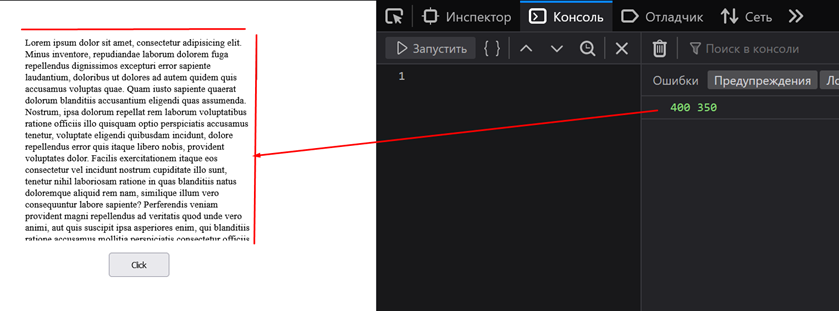 Lorem ipsum dolor sit amet, consectetur adipisicing elit.
Minus inventore, repudiandae laborum dolorem fuga
repellendus dignissimos excepturi error sapiente
laudantium, doloribus ut dolores ad autem quidem quis
accusamus voluptas quae. Quam iusto sapiente quaerat
dolorum blanditiis accusantium eligendi quas assumenda.
Nostrum, ipsa dolorum repellat rem laborum voluptatibus
ratione officiis illo quisquam optio perspiciatis accusamus
tenetur, voluptate eligendi quibusdam incidunt, dolore
repellendus error quis itaque libero nobis, provident
voluptates dolor. Facilis exercitationem itaque eos
consectetur vel incidunt nostrum cupiditate illo sunt,
tenetur nihil laboriosam ratione in quas blanditiis natus
doloremque aliquid rem nam, similique illum vero
consequuntur labore sapiente? Perferendis veniam
provident magni repellendus ad veritatis quod unde vero
animi, aut quis suscipit ipsa asperiores enim, qui blanditiis
ratione accusamus mollitia perspiciatis consectetur officiis
Click
Инспектор Консоль Отладчик Сеть
Запустить { } Поиск в консоли
1
Ошибки Предупреждения Ло
400 350